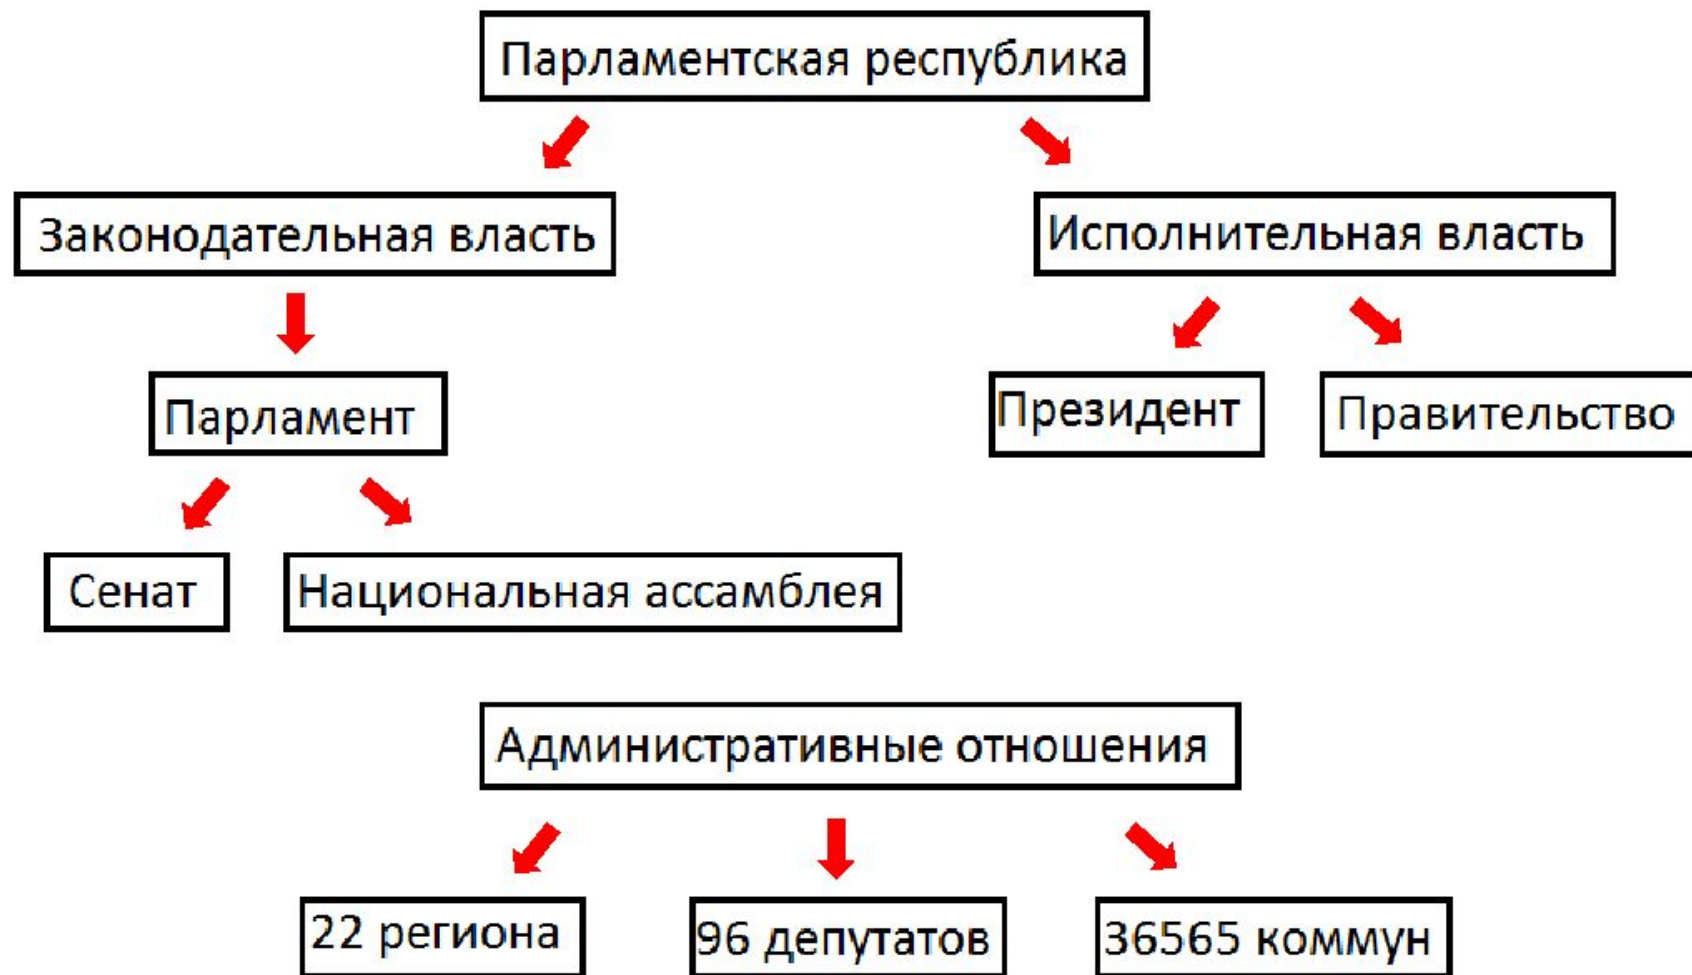 Парламентская республика
Законодательная власть
Исполнительная власть
Парламент
Президент
Правительство
Сенат
Национальная ассамблея
Административные отношения
22 региона
96 депутатов
36565 коммун